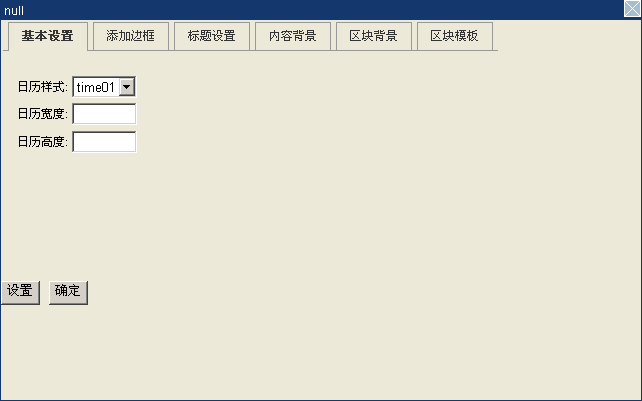 null
基本设置 添加边框 标题设置 内容背景 区块背景 区块模板
日历样式: time01
日历宽度:
日历高度:
设置 确定